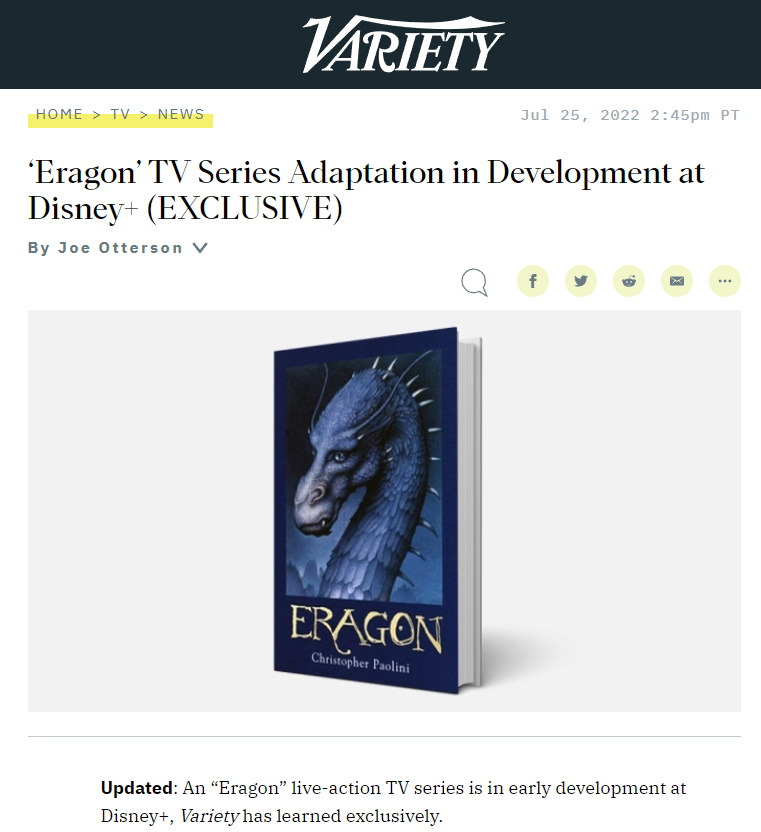 VARIETY
HOME > TV > NEWS
Jul 25, 2022 2:45pm PT
‘Eragon’ TV Series Adaptation in Development at
Disney+ (EXCLUSIVE)
By Joe Otterson
ERAGON
Christopher Paolini
Updated: An “Eragon” live-action TV series is in early development at
Disney+, Variety has learned exclusively.